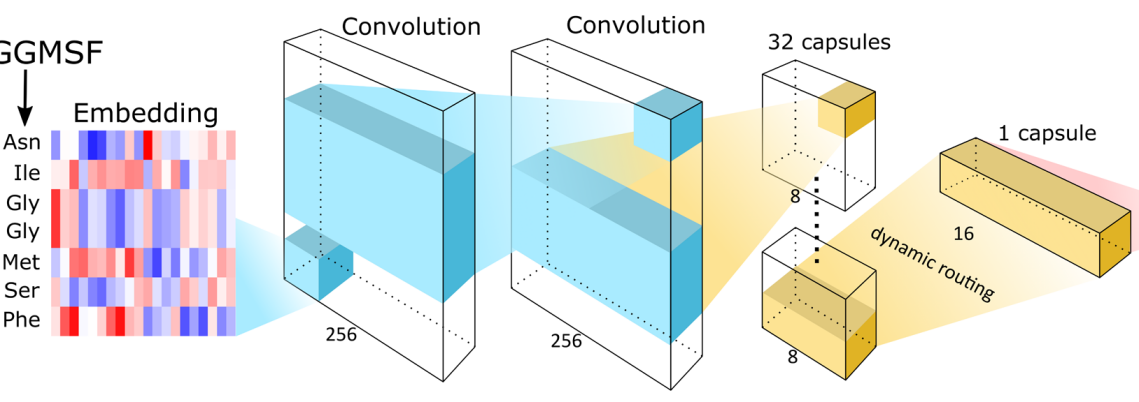 GGMSF
Embedding
Asn
Ile
Gly
Gly
Met
Ser
Phe
Convolution
256
Convolution
256
32 capsules
8
8
dynamic routing
1 capsule
16